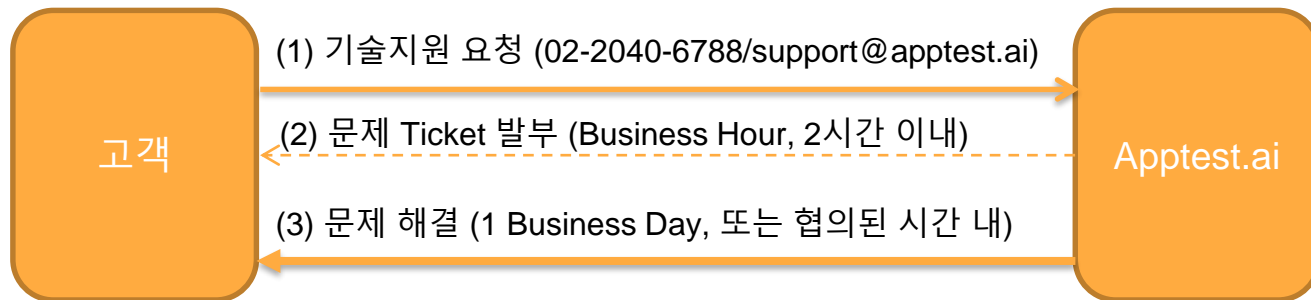 (1) 기술지원 요청 (02-2040-6788/support@apptest.ai)
(2) 문제 Ticket 발부 (Business Hour, 2시간 이내)
고객
Apptest.ai
(3) 문제 해결 (1 Business Day, 또는 협의된 시간 내)